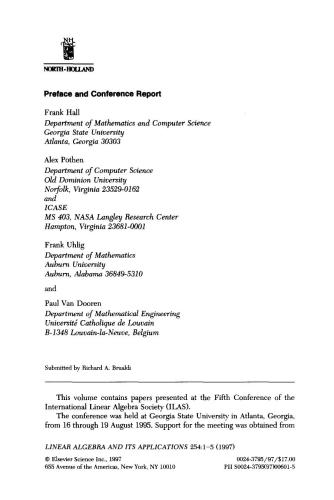 NH
NORTH-HOLLAND
Preface and Conference Report
Frank Hall
Department of Mathematics and Computer Science
Georgia State University
Atlanta, Georgia 30303
Alex Pothen
Department of Computer Science
Old Dominion University
Norfolk, Virginia 23529-0162
and
ICASE
MS 403, NASA Langley Research Center
Hampton, Virginia 23681-0001
Frank Uhlig
Department of Mathematics
Auburn University
Auburn, Alabama 36849-5310
and
Paul Van Dooren
Department of Mathematical Engineering
Université Catholique de Louvain
B-1348 Louvain-la-Neuve, Belgium
Submitted by Richard A. Brualdi
This volume contains papers presented at the Fifth Conference of the
International Linear Algebra Society (ILAS).
The conference was held at Georgia State University in Atlanta, Georgia,
from 16 through 19 August 1995. Support for the meeting was obtained from
LINEAR ALGEBRA AND ITS APPLICATIONS 254:1-5 (1997)
© Elsevier Science Inc., 1997 0024-3795/97/$17.00
655 Avenue of the Americas, New York, NY 10010 PII S0024-3795(97)00601-5